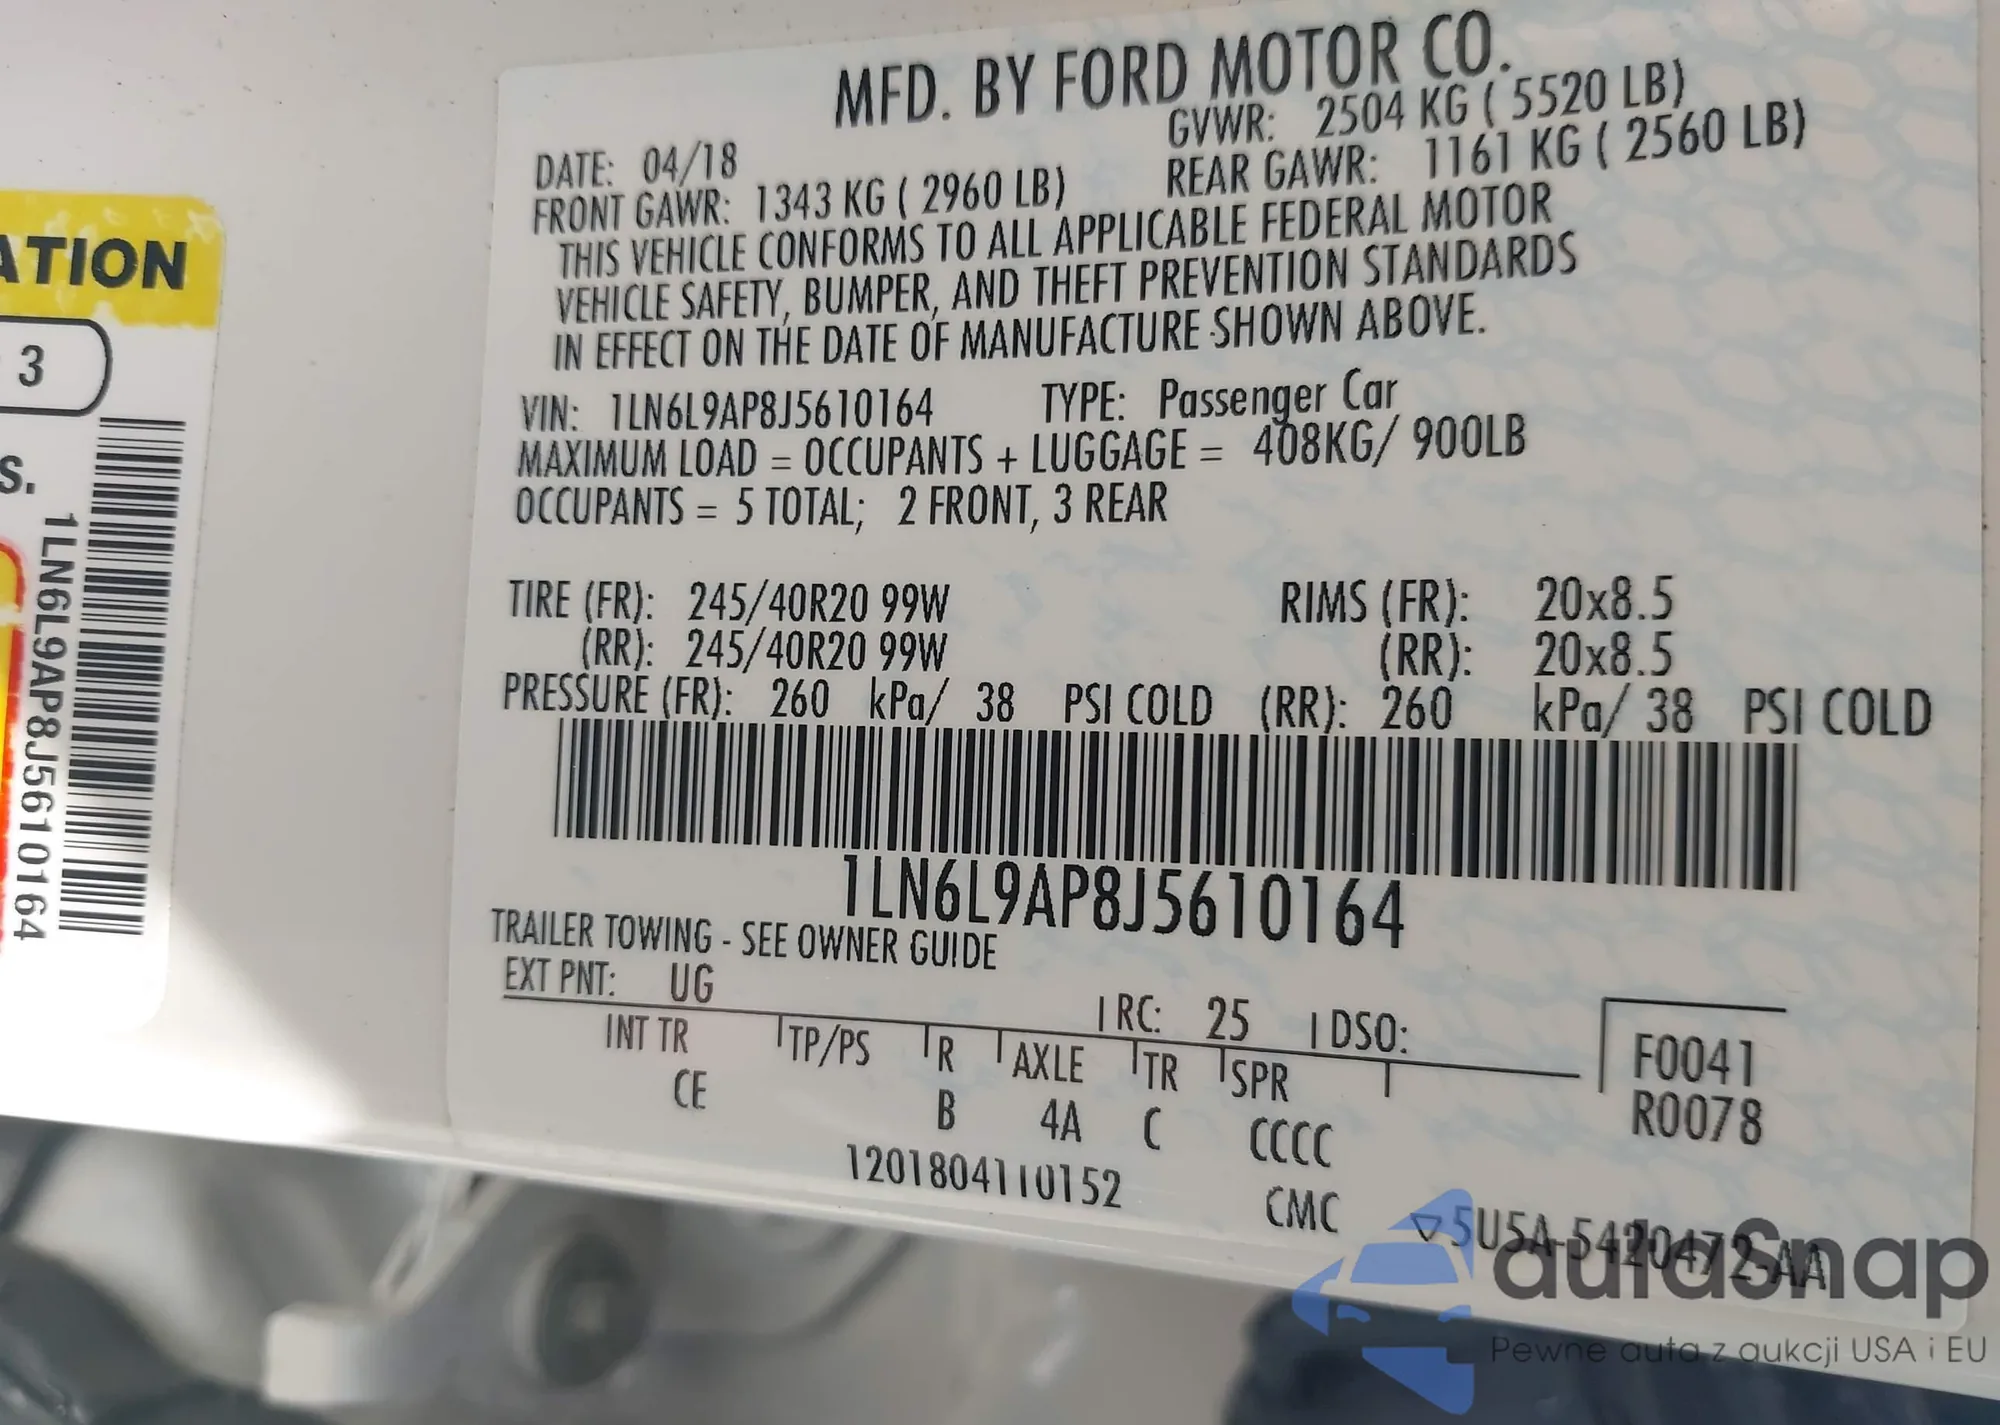 ATION
3
S.
1LN6L9AP8J5610164
MFD. BY FORD MOTOR CO.
DATE: 04/18 GVWR: 2504 KG ( 5520 LB)
FRONT GAWR: 1343 KG ( 2960 LB) REAR GAWR: 1161 KG ( 2560 LB)
THIS VEHICLE CONFORMS TO ALL APPLICABLE FEDERAL MOTOR
VEHICLE SAFETY, BUMPER, AND THEFT PREVENTION STANDARDS
IN EFFECT ON THE DATE OF MANUFACTURE SHOWN ABOVE.
VIN: 1LN6L9AP8J5610164 TYPE: Passenger Car
MAXIMUM LOAD = OCCUPANTS + LUGGAGE = 408KG/ 900LB
OCCUPANTS = 5 TOTAL; 2 FRONT, 3 REAR
TIRE (FR): 245/40R20 99W RIMS (FR): 20x8.5
(RR): 245/40R20 99W (RR): 20x8.5
PRESSURE (FR): 260 kPa/ 38 PSI COLD (RR): 260 kPa/ 38 PSI COLD
1LN6L9AP8J5610164
TRAILER TOWING - SEE OWNER GUIDE
EXT PNT: UG RC: 25 DSO:
INT TR TP/PS R AXLE TR SPR
CE B 4A C CCCC
F0041
R0078
1201804110152 CMC
▽5U5A-5420472-AA
autosnap
Pewne auta z aukcji USA i EU